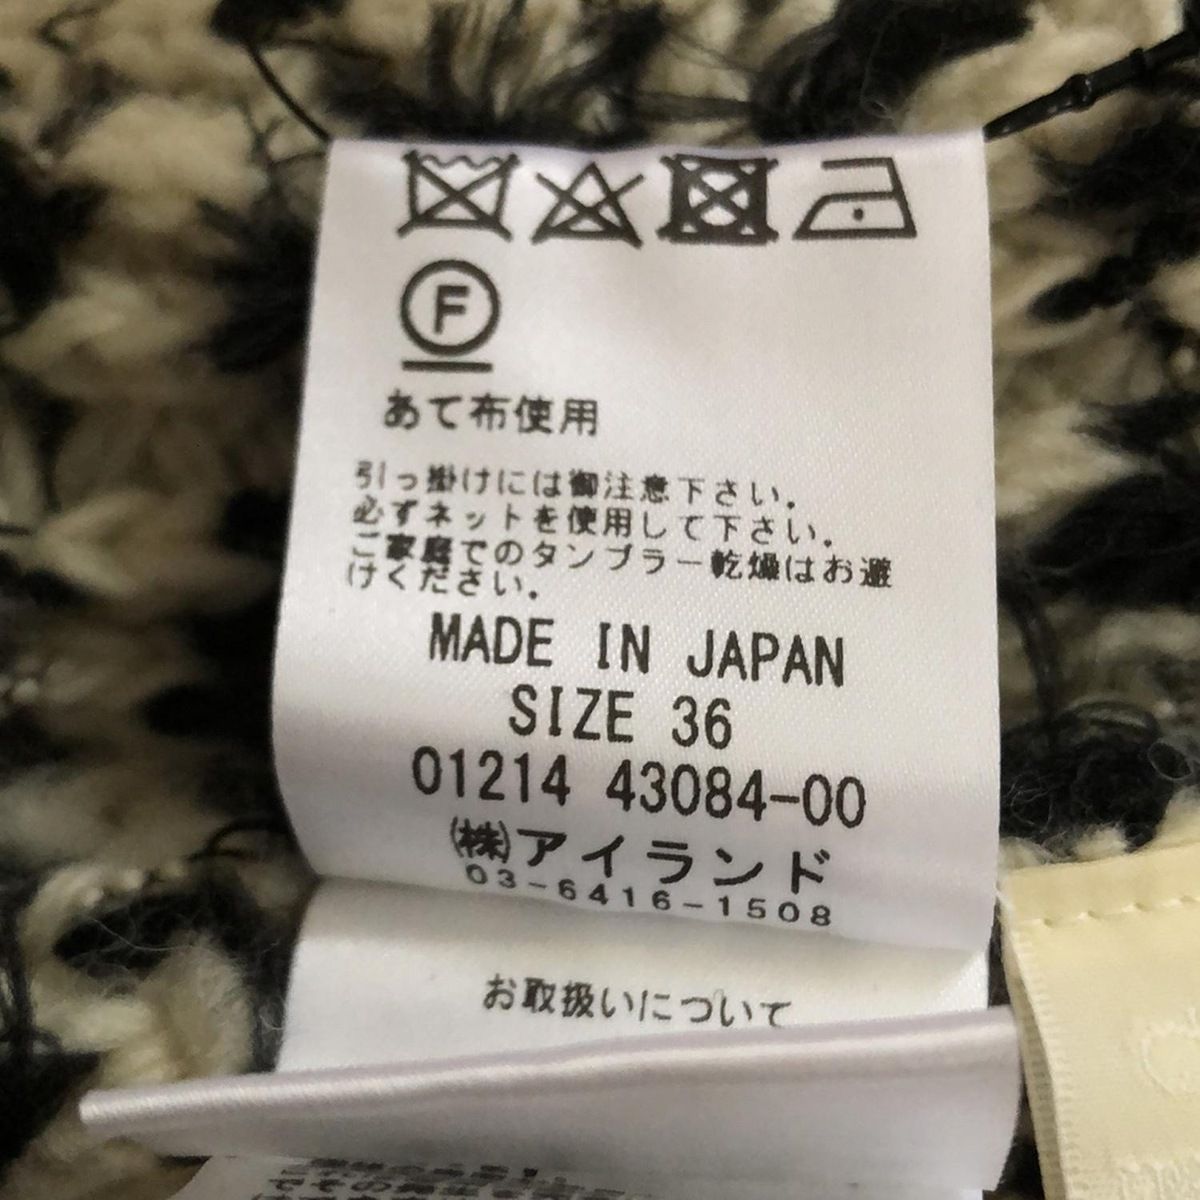 F
あて布使用
引っ掛けには御注意下さい.
必ずネットを使用して下さい.
ご家庭でのタンブラー乾燥はお避
けください.
MADE IN JAPAN
SIZE 36
01214 43084-00
㈱アイランド
03-6416-1508
お取扱いについて